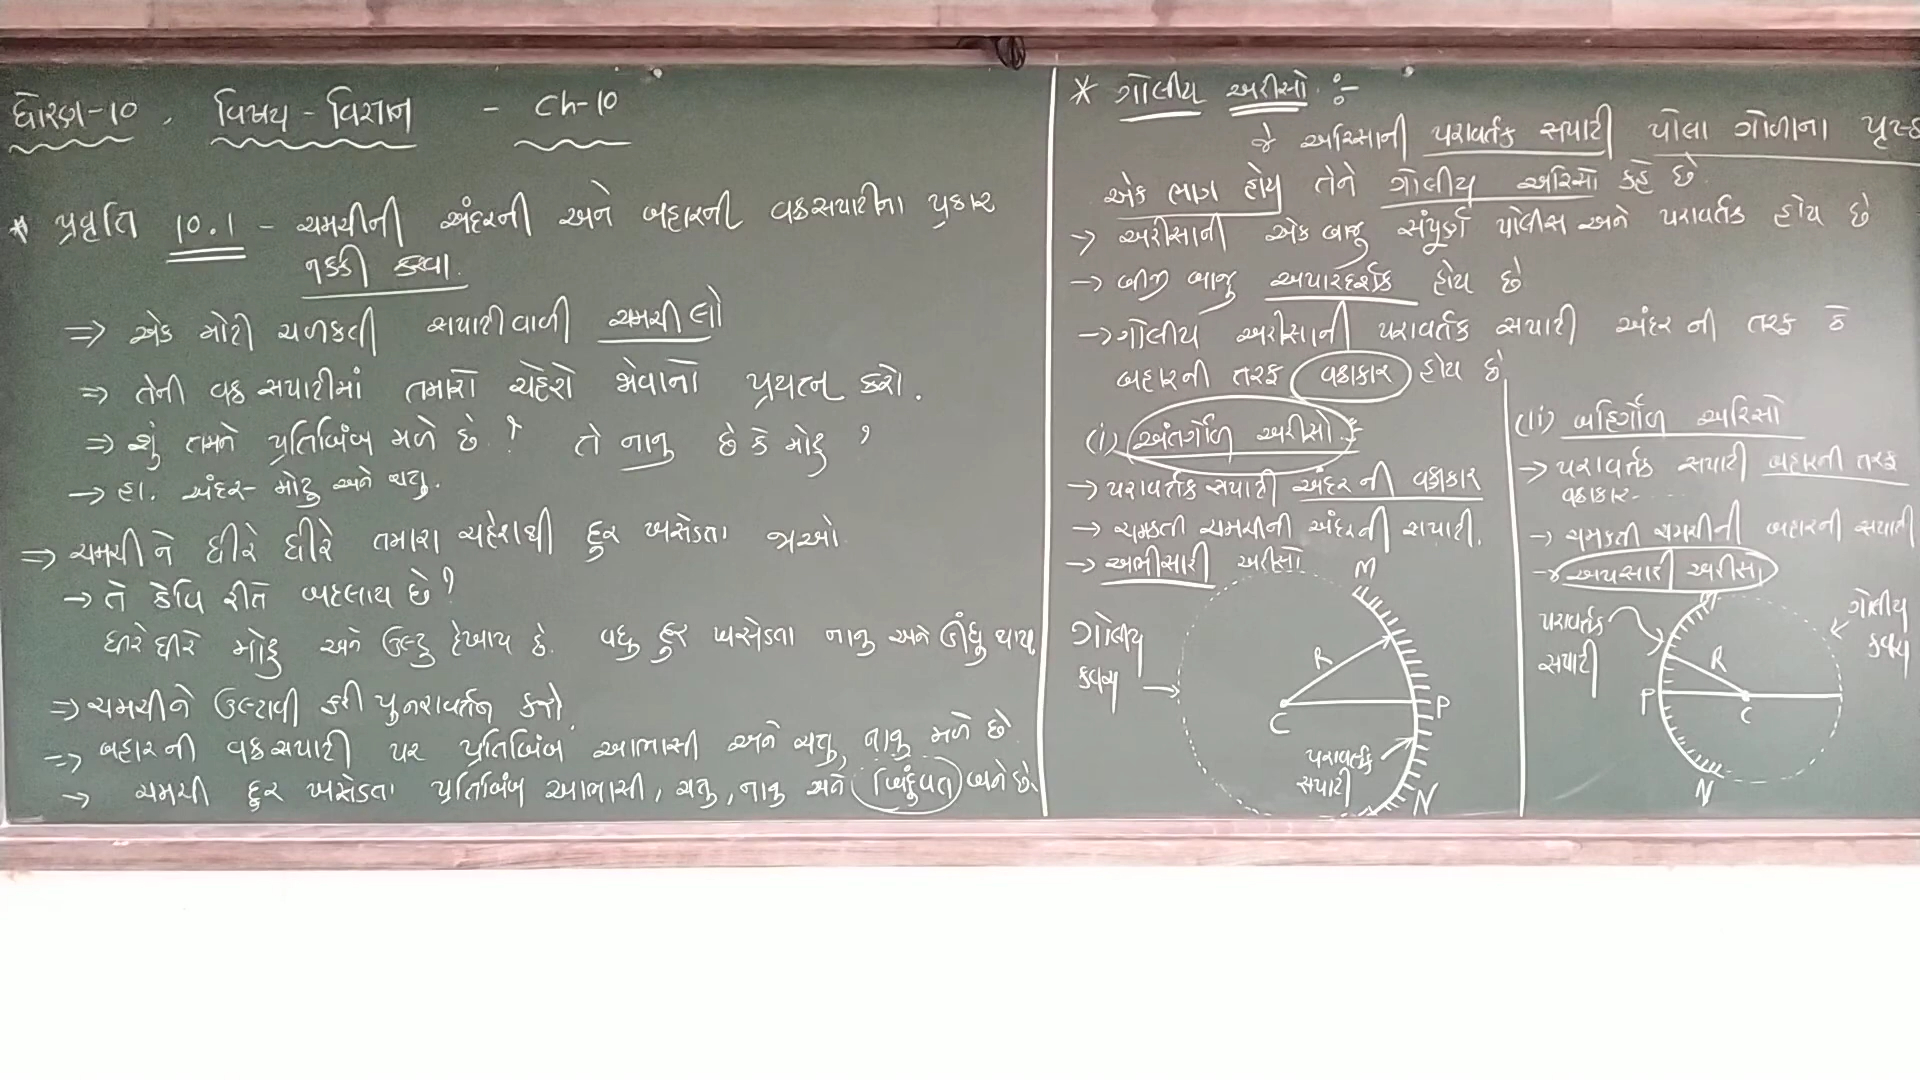 ધોરણ-10, વિષય - વિજ્ઞાન - Ch-10
* પ્રવૃતિ 10.1 - ચમચીની અંદરની અને બહારની વક્રસપાટીના પ્રકાર
નક્કી કરવા.
⇒ એક મોટી ચળકતી સપાટીવાળી ચમચી લો
⇒ તેની વક્ર સપાટીમાં તમારો ચહેરો જોવાનો પ્રયત્ન કરો.
⇒ શું તમને પ્રતિબિંબ મળે છે ? તે નાનુ છે કે મોટુ ?
→ હા. અંદર- મોટુ અને ચતુ.
⇒ ચમચીને ધીરે ધીરે તમારા ચહેરાથી દુર ખસેડતા જાઓ.
→ તે કેવિ રીતે બદલાય છે ?
ધીરે ધીરે મોટુ અને ઉલ્ટુ દેખાય છે. વધુ દુર ખસેડતા નાનુ અને ઊંધુ થાય
⇒ ચમચીને ઉલ્ટાવી ફરી પુનરાવર્તન કરો.
⇒ બહારની વક્રસપાટી પર પ્રતિબિંબ આભાસી અને ચતુ, નાનુ મળે છે.
→ ચમચી દુર ખસેડતા પ્રતિબિંબ આભાસી, ચતુ, નાનુ અને બિંદુવત બને છે.
* ગોલીય અરીસો :-
જે અરિસાની પરાવર્તક સપાટી પોલા ગોળાના પૃષ્ઠ
એક ભાગ હોય તેને ગોલીય અરિસો કહે છે.
→ અરીસાની એક બાજુ સંપૂર્ણ પોલીસ અને પરાવર્તક હોય છે
→ બીજી બાજુ અપારદર્શક હોય છે
→ ગોલીય અરીસાની પરાવર્તક સપાટી અંદરની તરફ કે
બહારની તરફ વક્રાકાર હોય છે
(i) અંતર્ગોળ અરીસો :-
→ પરાવર્તક સપાટી અંદરની વક્રાકાર
→ ચમકતી ચમચીની અંદરની સપાટી.
→ અભીસારી અરીસો
ગોલીય
કવચ →
M
R
C
P
પરાવર્તક
સપાટી
N
(ii) બહિર્ગોળ અરિસો
→ પરાવર્તક સપાટી બહારની તરફ
વક્રાકાર-
→ ચમકતી ચમચીની બહારની સપાટી
→ અપસારી અરીસો
પરાવર્તક
સપાટી
ગોલીય
કવચ
R
P
C
N